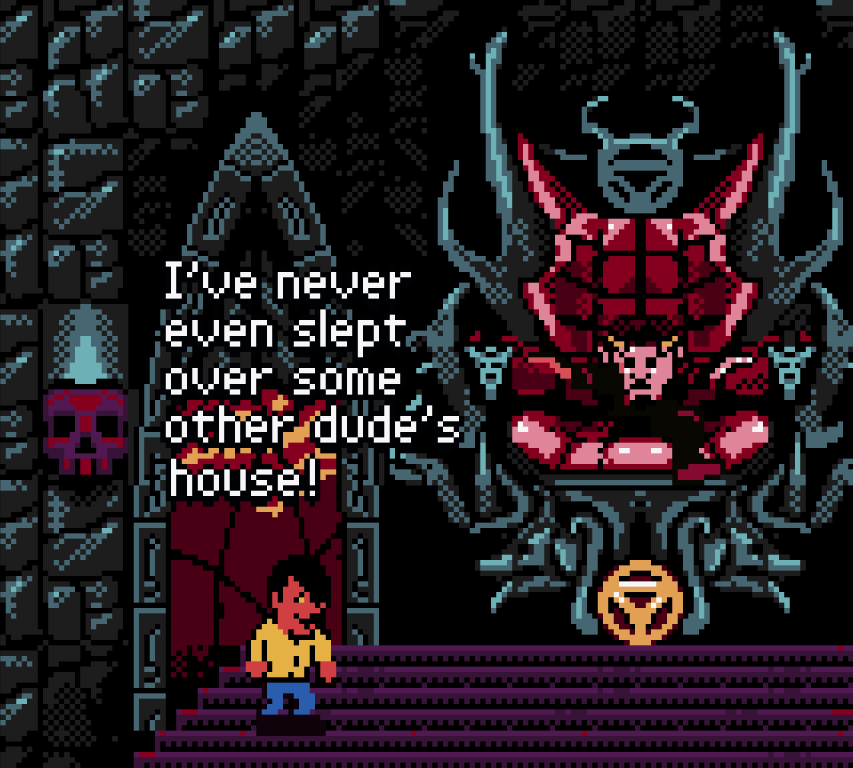 I've never
even slept
over some
other dude's
house!